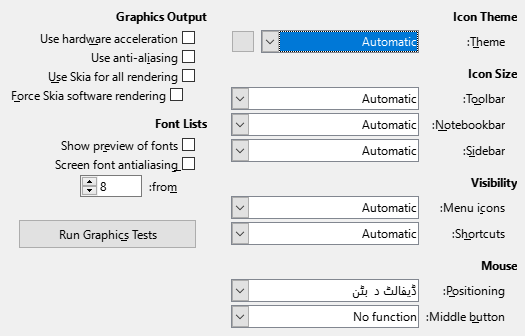 Icon Theme
:Theme Automatic
Icon Size
:Toolbar Automatic
:Notebookbar Automatic
:Sidebar Automatic
Visibility
:Menu icons Automatic
:Shortcuts Automatic
Mouse
:Positioning ڈیفالٹ د بٹن
:Middle button No function
Graphics Output
Use hardware acceleration
Use anti-aliasing
Use Skia for all rendering
Force Skia software rendering
Font Lists
Show preview of fonts
Screen font antialiasing
:from 8
Run Graphics Tests